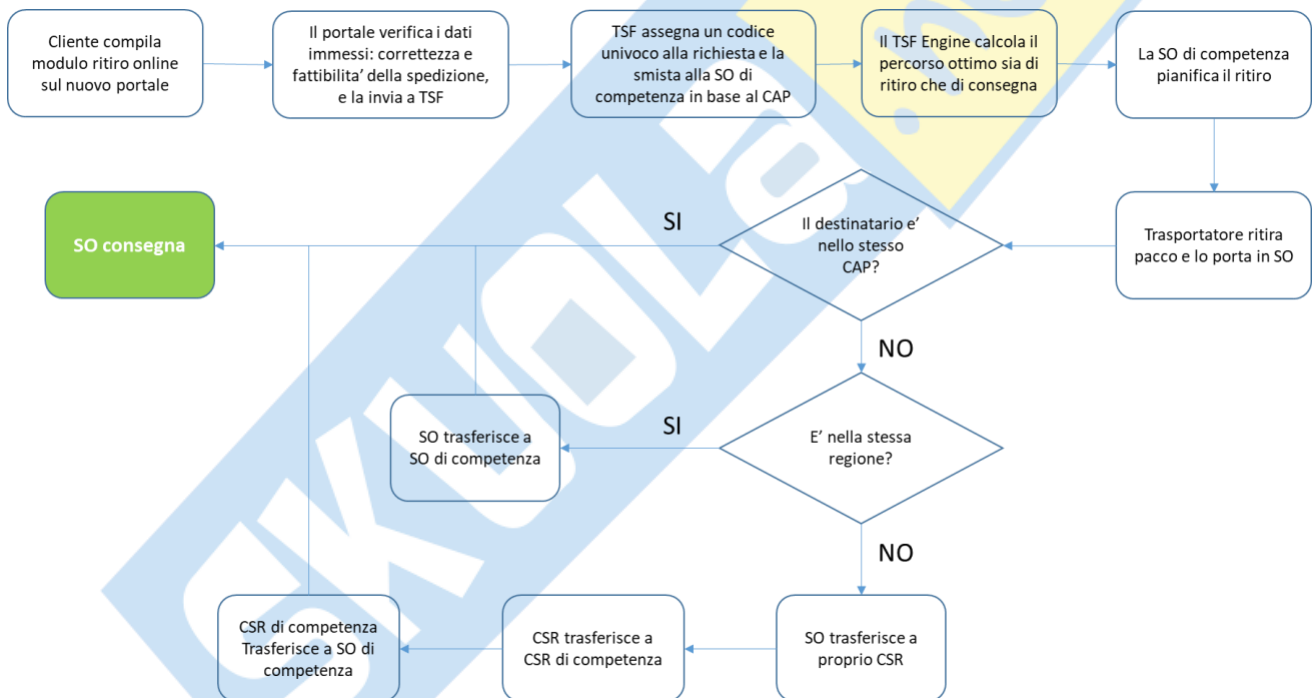 Cliente compila
modulo ritiro online
sul nuovo portale
Il portale verifica i dati
immessi: correttezza e
fattibilita' della spedizione,
e la invia a TSF
TSF assegna un codice
univoco alla richiesta e la
smista alla SO di
competenza in base al CAP
Il TSF Engine calcola il
percorso ottimo sia di
ritiro che di consegna
La SO di competenza
pianifica il ritiro
Trasportatore ritira
pacco e lo porta in SO
Il destinatario e'
nello stesso
CAP?
SI
SO consegna
NO
E' nella stessa
regione?
SI
SO trasferisce a
SO di competenza
NO
SO trasferisce a
proprio CSR
CSR trasferisce a
CSR di competenza
CSR di competenza
Trasferisce a SO di
competenza
SKUOLa